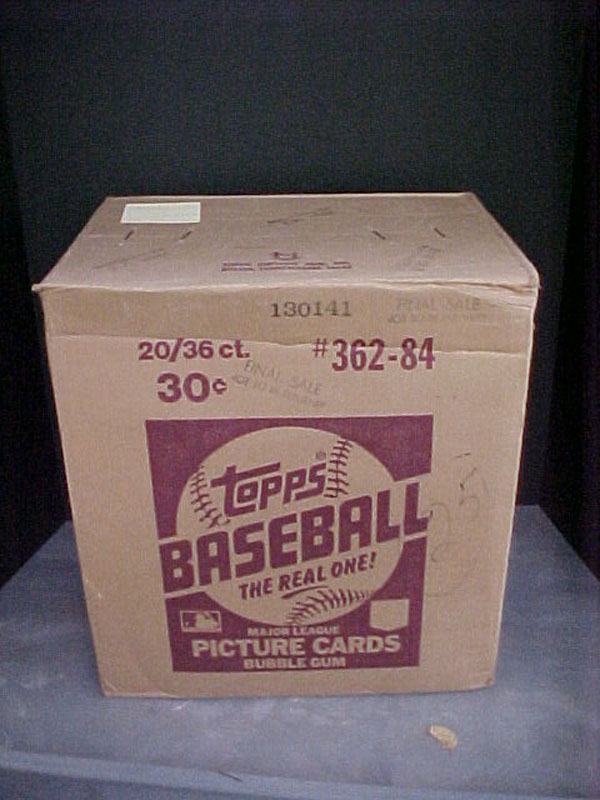 130141
FINAL SALE
20/36 ct.
#362-84
30¢
FINAL SALE
topps®
BASEBALL
THE REAL ONE!
MAJOR LEAGUE
PICTURE CARDS
BUBBLE GUM